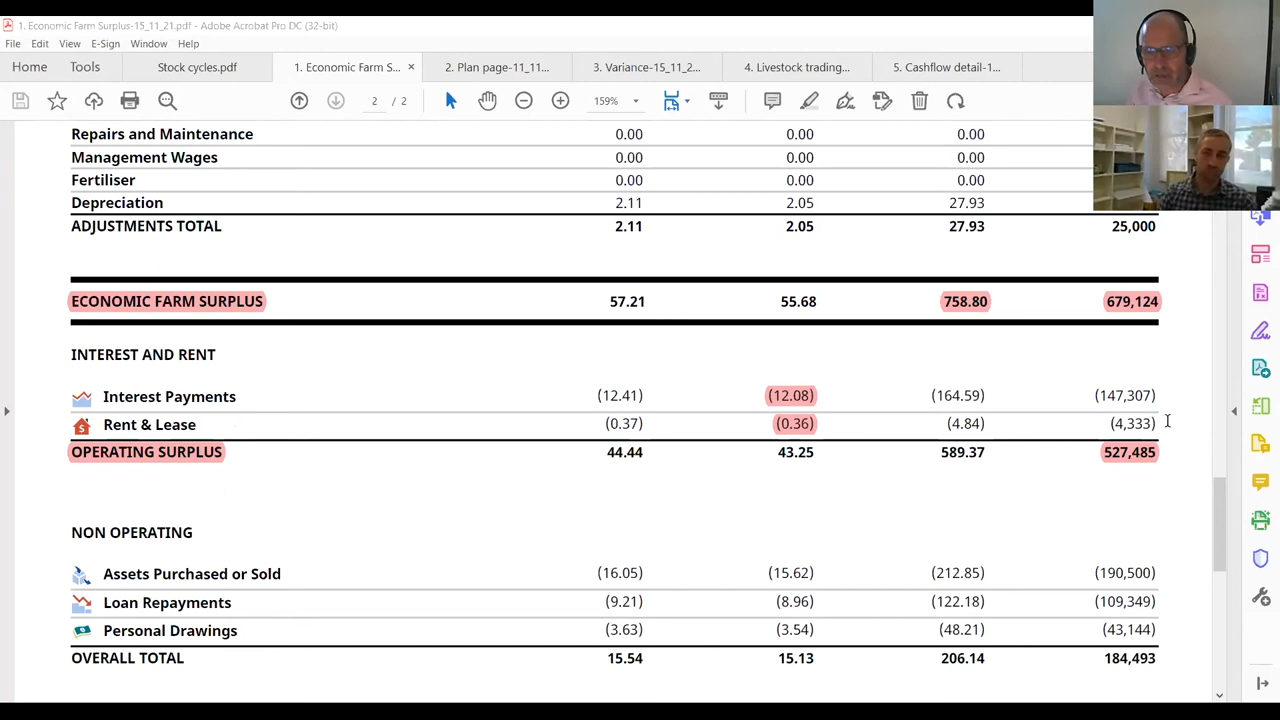 1. Economic Farm Surplus-15_11_21.pdf - Adobe Acrobat Pro DC (32-bit)
File Edit View E-Sign Window Help
Home Tools Stock cycles.pdf 1. Economic Farm S... × 2. Plan page-11_11... 3. Variance-15_11_2... 4. Livestock trading... 5. Cashflow detail-1...
2 / 2 159%
Repairs and Maintenance 0.00 0.00 0.00
Management Wages 0.00 0.00 0.00
Fertiliser 0.00 0.00 0.00
Depreciation 2.11 2.05 27.93
ADJUSTMENTS TOTAL 2.11 2.05 27.93 25,000
ECONOMIC FARM SURPLUS 57.21 55.68 758.80 679,124
INTEREST AND RENT
Interest Payments (12.41) (12.08) (164.59) (147,307)
Rent & Lease (0.37) (0.36) (4.84) (4,333)
OPERATING SURPLUS 44.44 43.25 589.37 527,485
NON OPERATING
Assets Purchased or Sold (16.05) (15.62) (212.85) (190,500)
Loan Repayments (9.21) (8.96) (122.18) (109,349)
Personal Drawings (3.63) (3.54) (48.21) (43,144)
OVERALL TOTAL 15.54 15.13 206.14 184,493